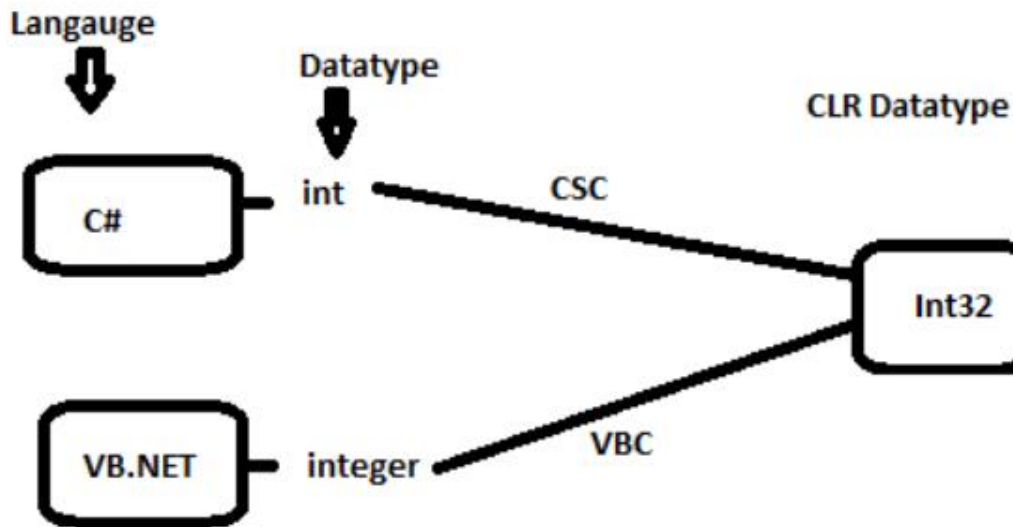 Langauge
Datatype
CLR Datatype
C#
int
CSC
Int32
VB.NET
integer
VBC